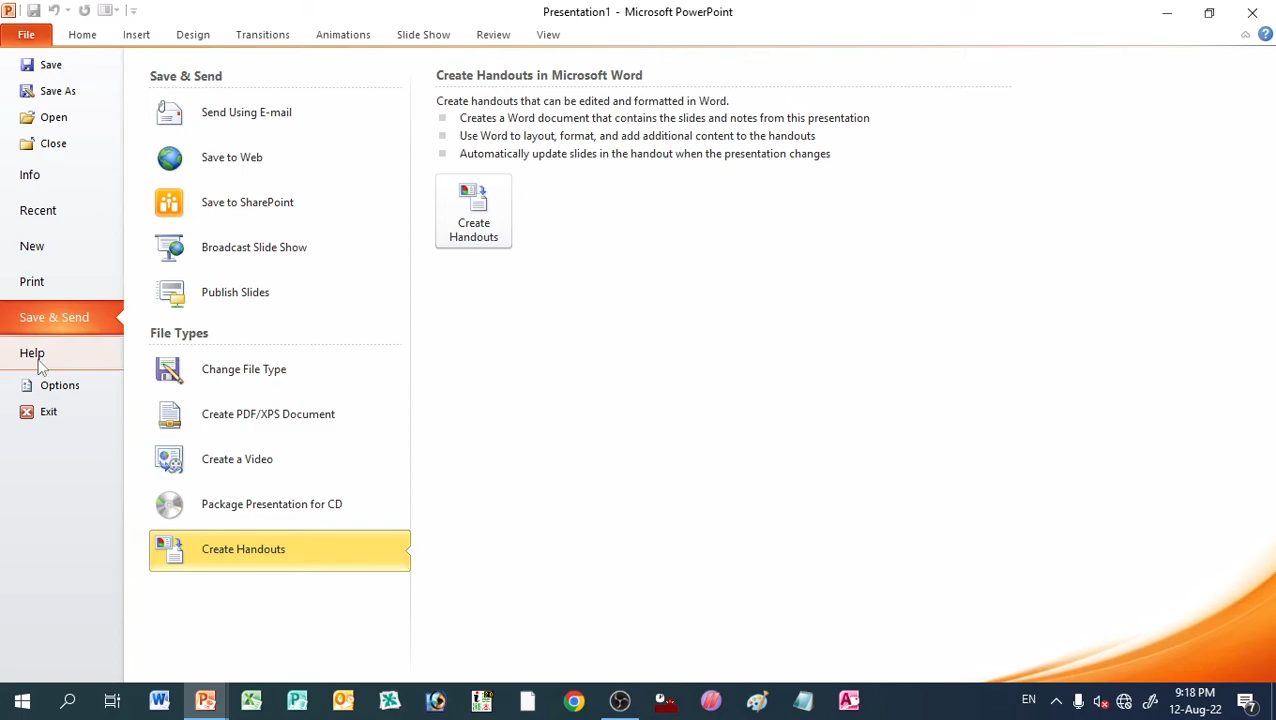 Presentation1 - Microsoft PowerPoint
File Home Insert Design Transitions Animations Slide Show Review View
Save
Save As
Open
Close
Info
Recent
New
Print
Save & Send
Help
Options
Exit
Save & Send
Send Using E-mail
Save to Web
Save to SharePoint
Broadcast Slide Show
Publish Slides
File Types
Change File Type
Create PDF/XPS Document
Create a Video
Package Presentation for CD
Create Handouts
Create Handouts in Microsoft Word
Create handouts that can be edited and formatted in Word.
Creates a Word document that contains the slides and notes from this presentation
Use Word to layout, format, and add additional content to the handouts
Automatically update slides in the handout when the presentation changes
Create
Handouts
EN
9:18 PM
12-Aug-22
7